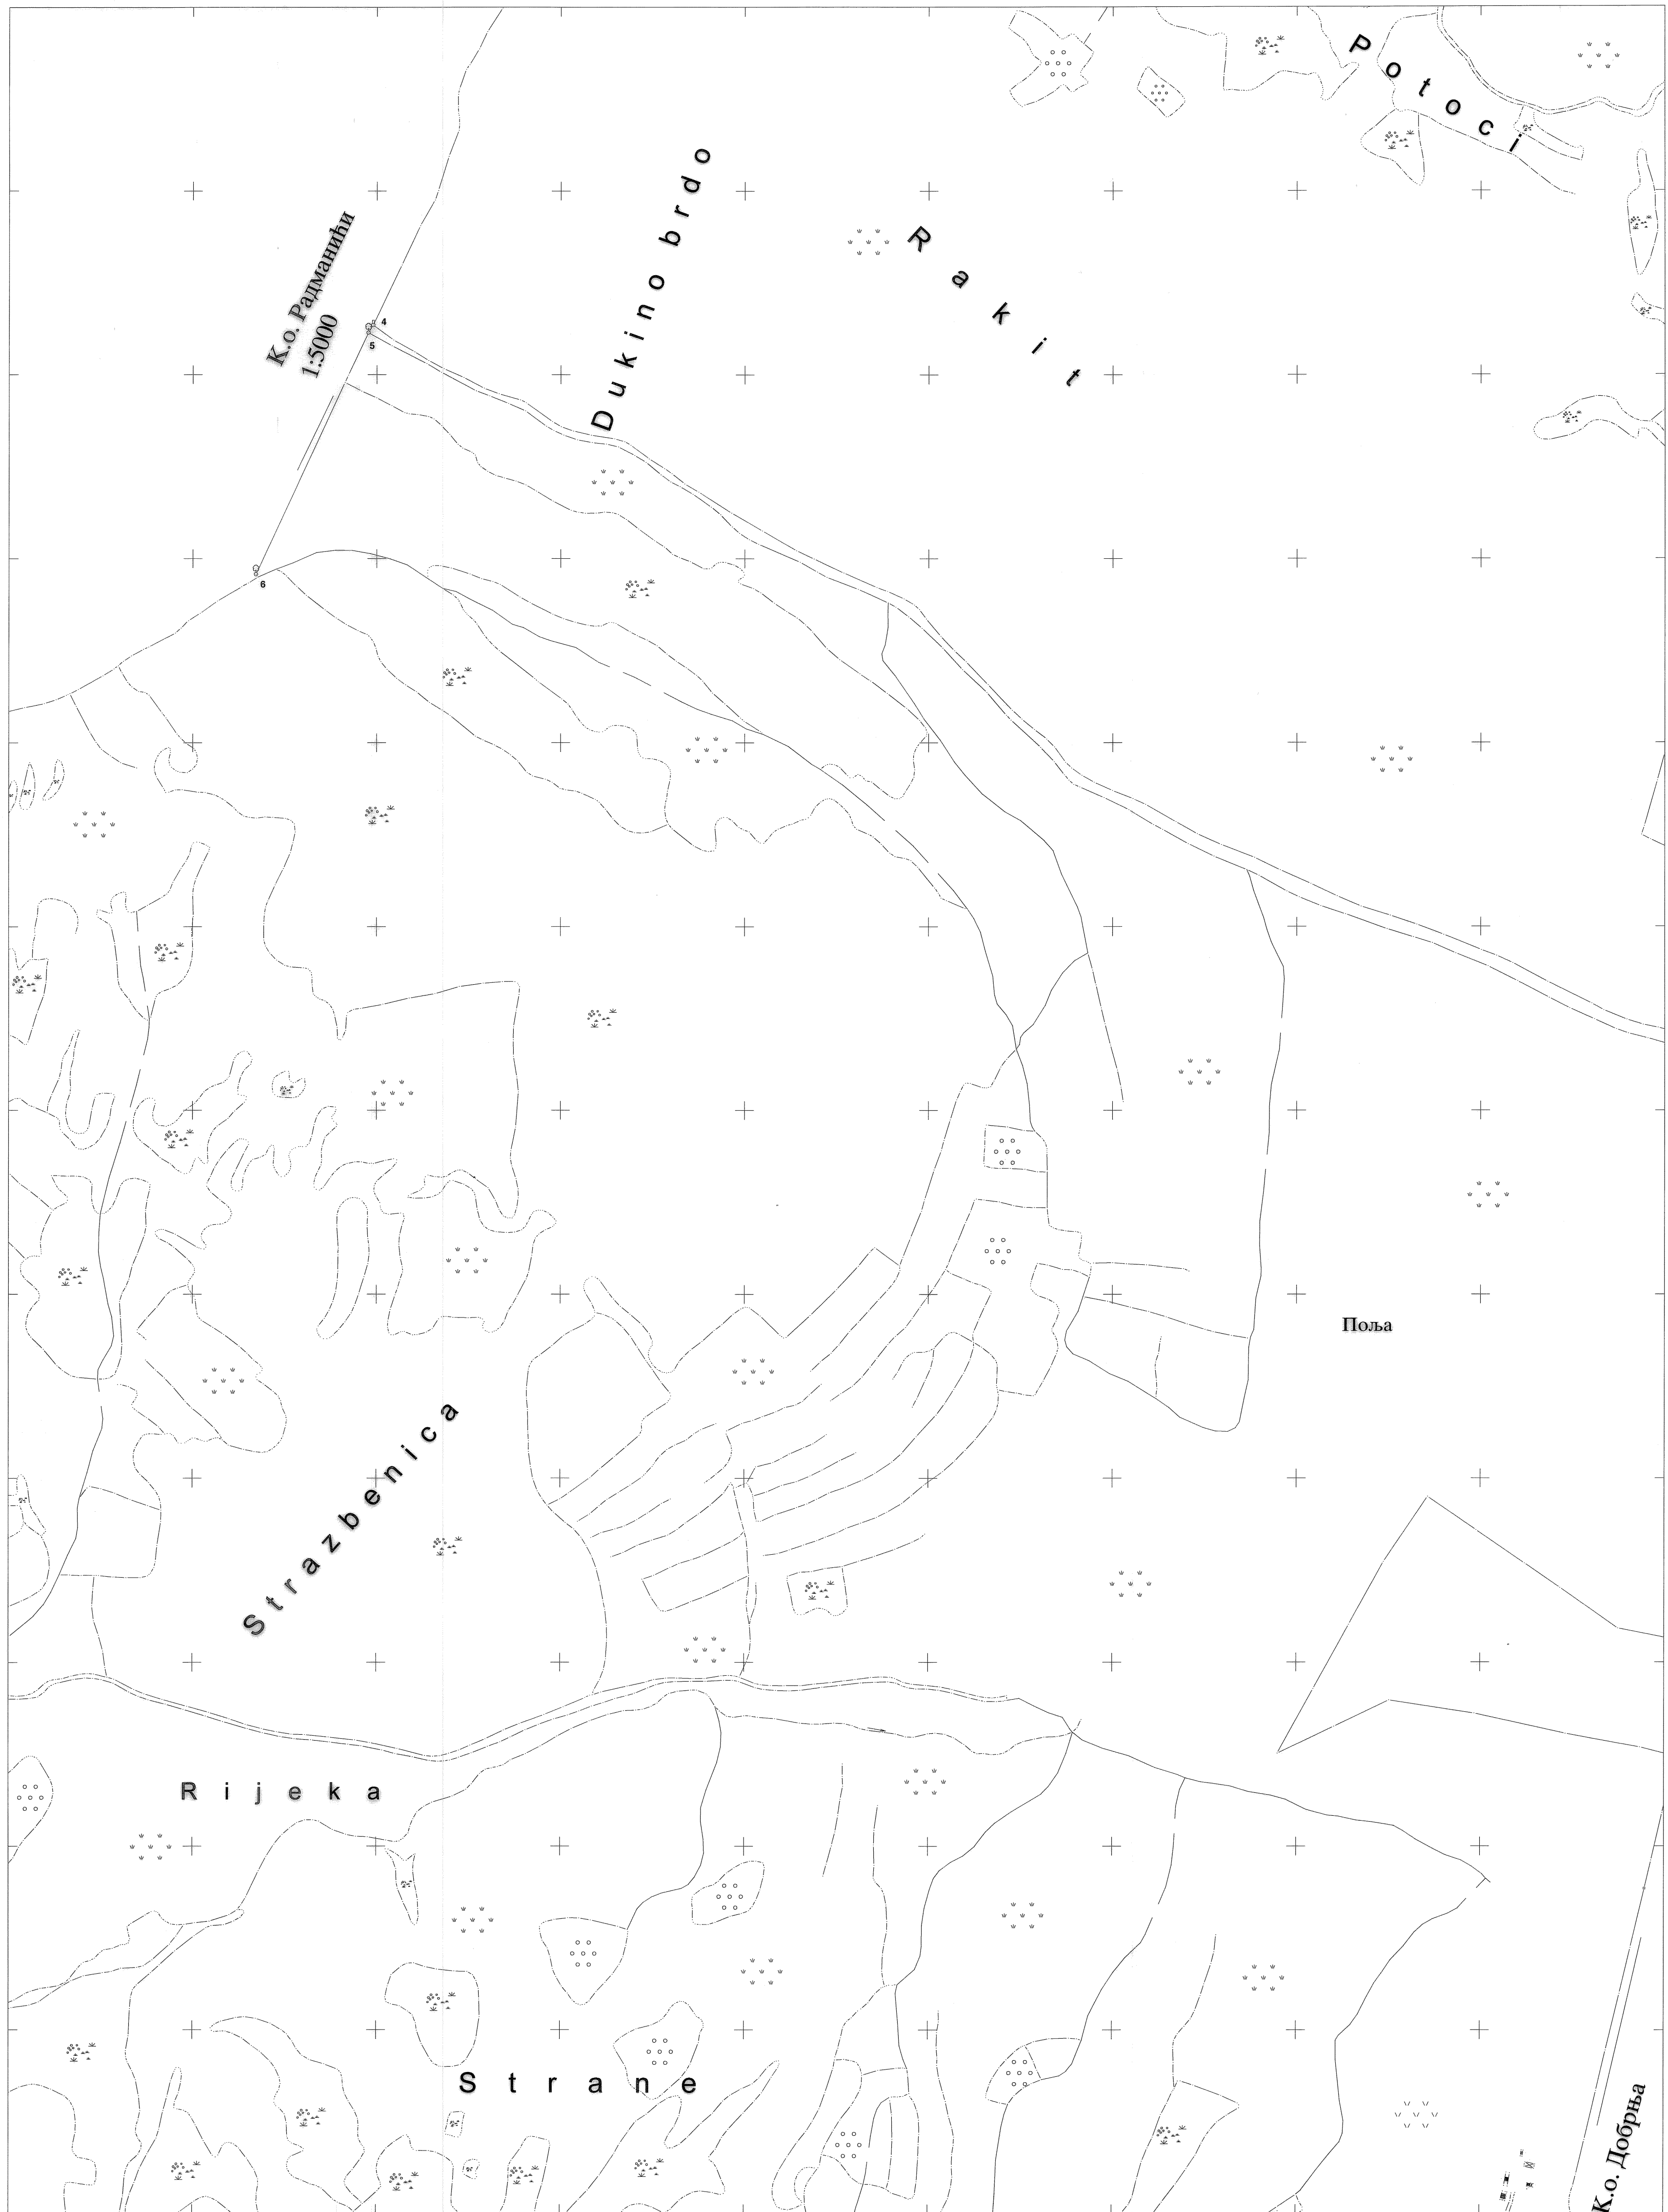 Potoci
Dukino brdo
Rakit
К.о. Радманићи
1:5000
4
5
6
Поља
Strazbenica
Rijeka
Strane
К.о. Добрња